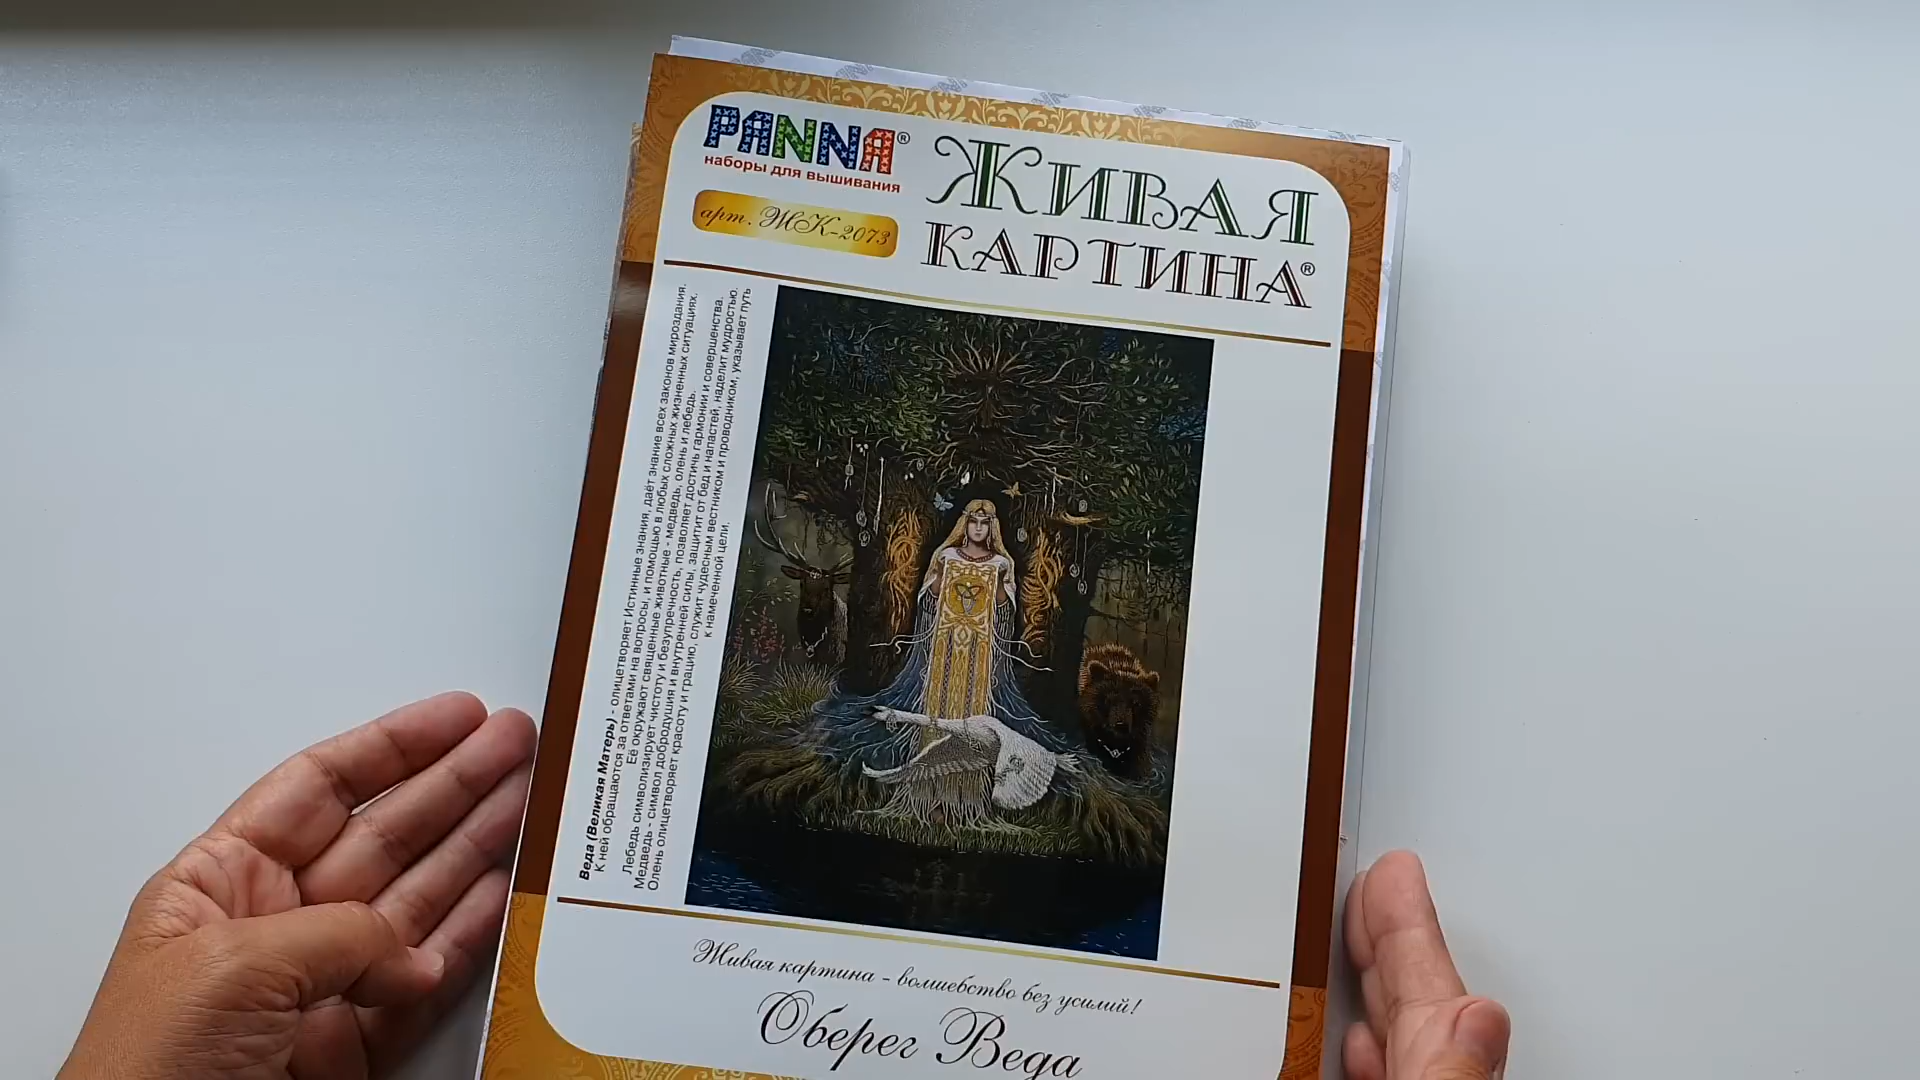 PANNA®
наборы для вышивания
арт. ЖК-2073
ЖИВАЯ
КАРТИНА®
Веда (Великая Матерь) - олицетворяет Истинные знания, даёт знание всех законов мироздания.
К ней обращаются за ответами на вопросы, и помощью в любых сложных жизненных ситуациях.
Её окружают священные животные - медведь, олень и лебедь.
Лебедь символизирует чистоту и безупречность, позволяет достичь гармонии и совершенства.
Медведь - символ добродушия и внутренней силы, защитит от бед и напастей, наделит мудростью.
Олень олицетворяет красоту и грацию, служит чудесным вестником и проводником, указывает путь
к намеченной цели.
Живая картина - волшебство без усилий!
Оберег Веда